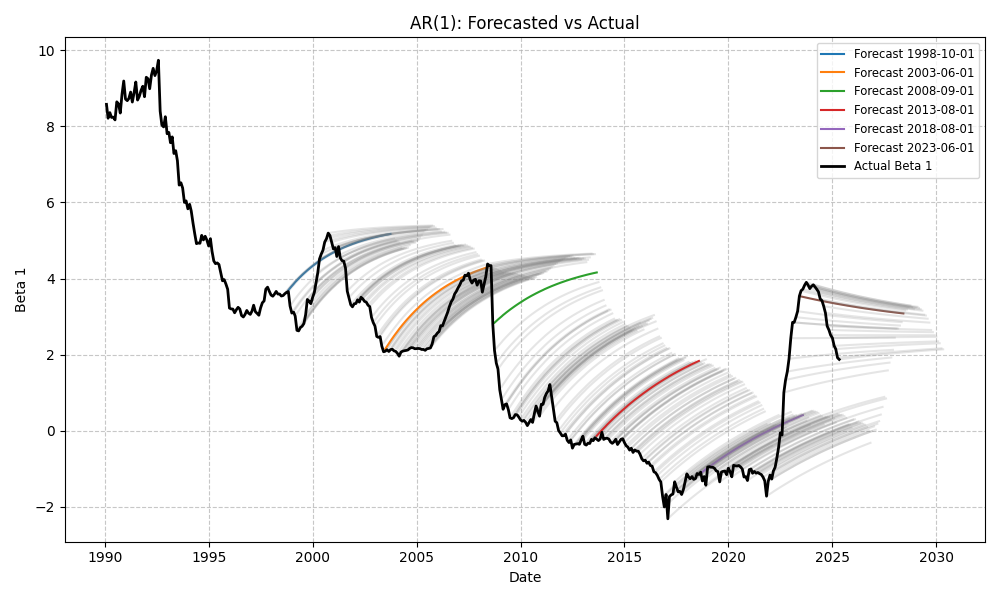 AR(1): Forecasted vs Actual
Forecast 1998-10-01
Forecast 2003-06-01
Forecast 2008-09-01
Forecast 2013-08-01
Forecast 2018-08-01
Forecast 2023-06-01
Actual Beta 1
Beta 1
10
8
6
4
2
0
−2
1990
1995
2000
2005
2010
2015
2020
2025
2030
Date